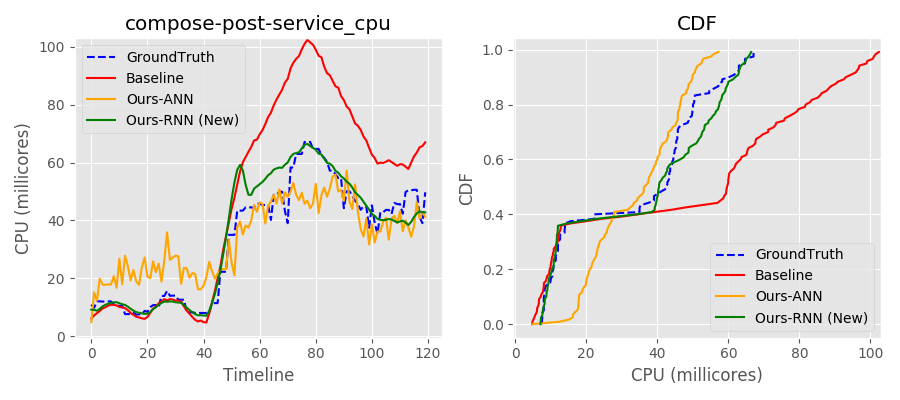 compose-post-service_cpu
CPU (millicores)
100
80
60
40
20
0
GroundTruth
Baseline
Ours-ANN
Ours-RNN (New)
0 20 40 60 80 100 120
Timeline
CDF
CDF
1.0
0.8
0.6
0.4
0.2
0.0
GroundTruth
Baseline
Ours-ANN
Ours-RNN (New)
0 20 40 60 80 100
CPU (millicores)